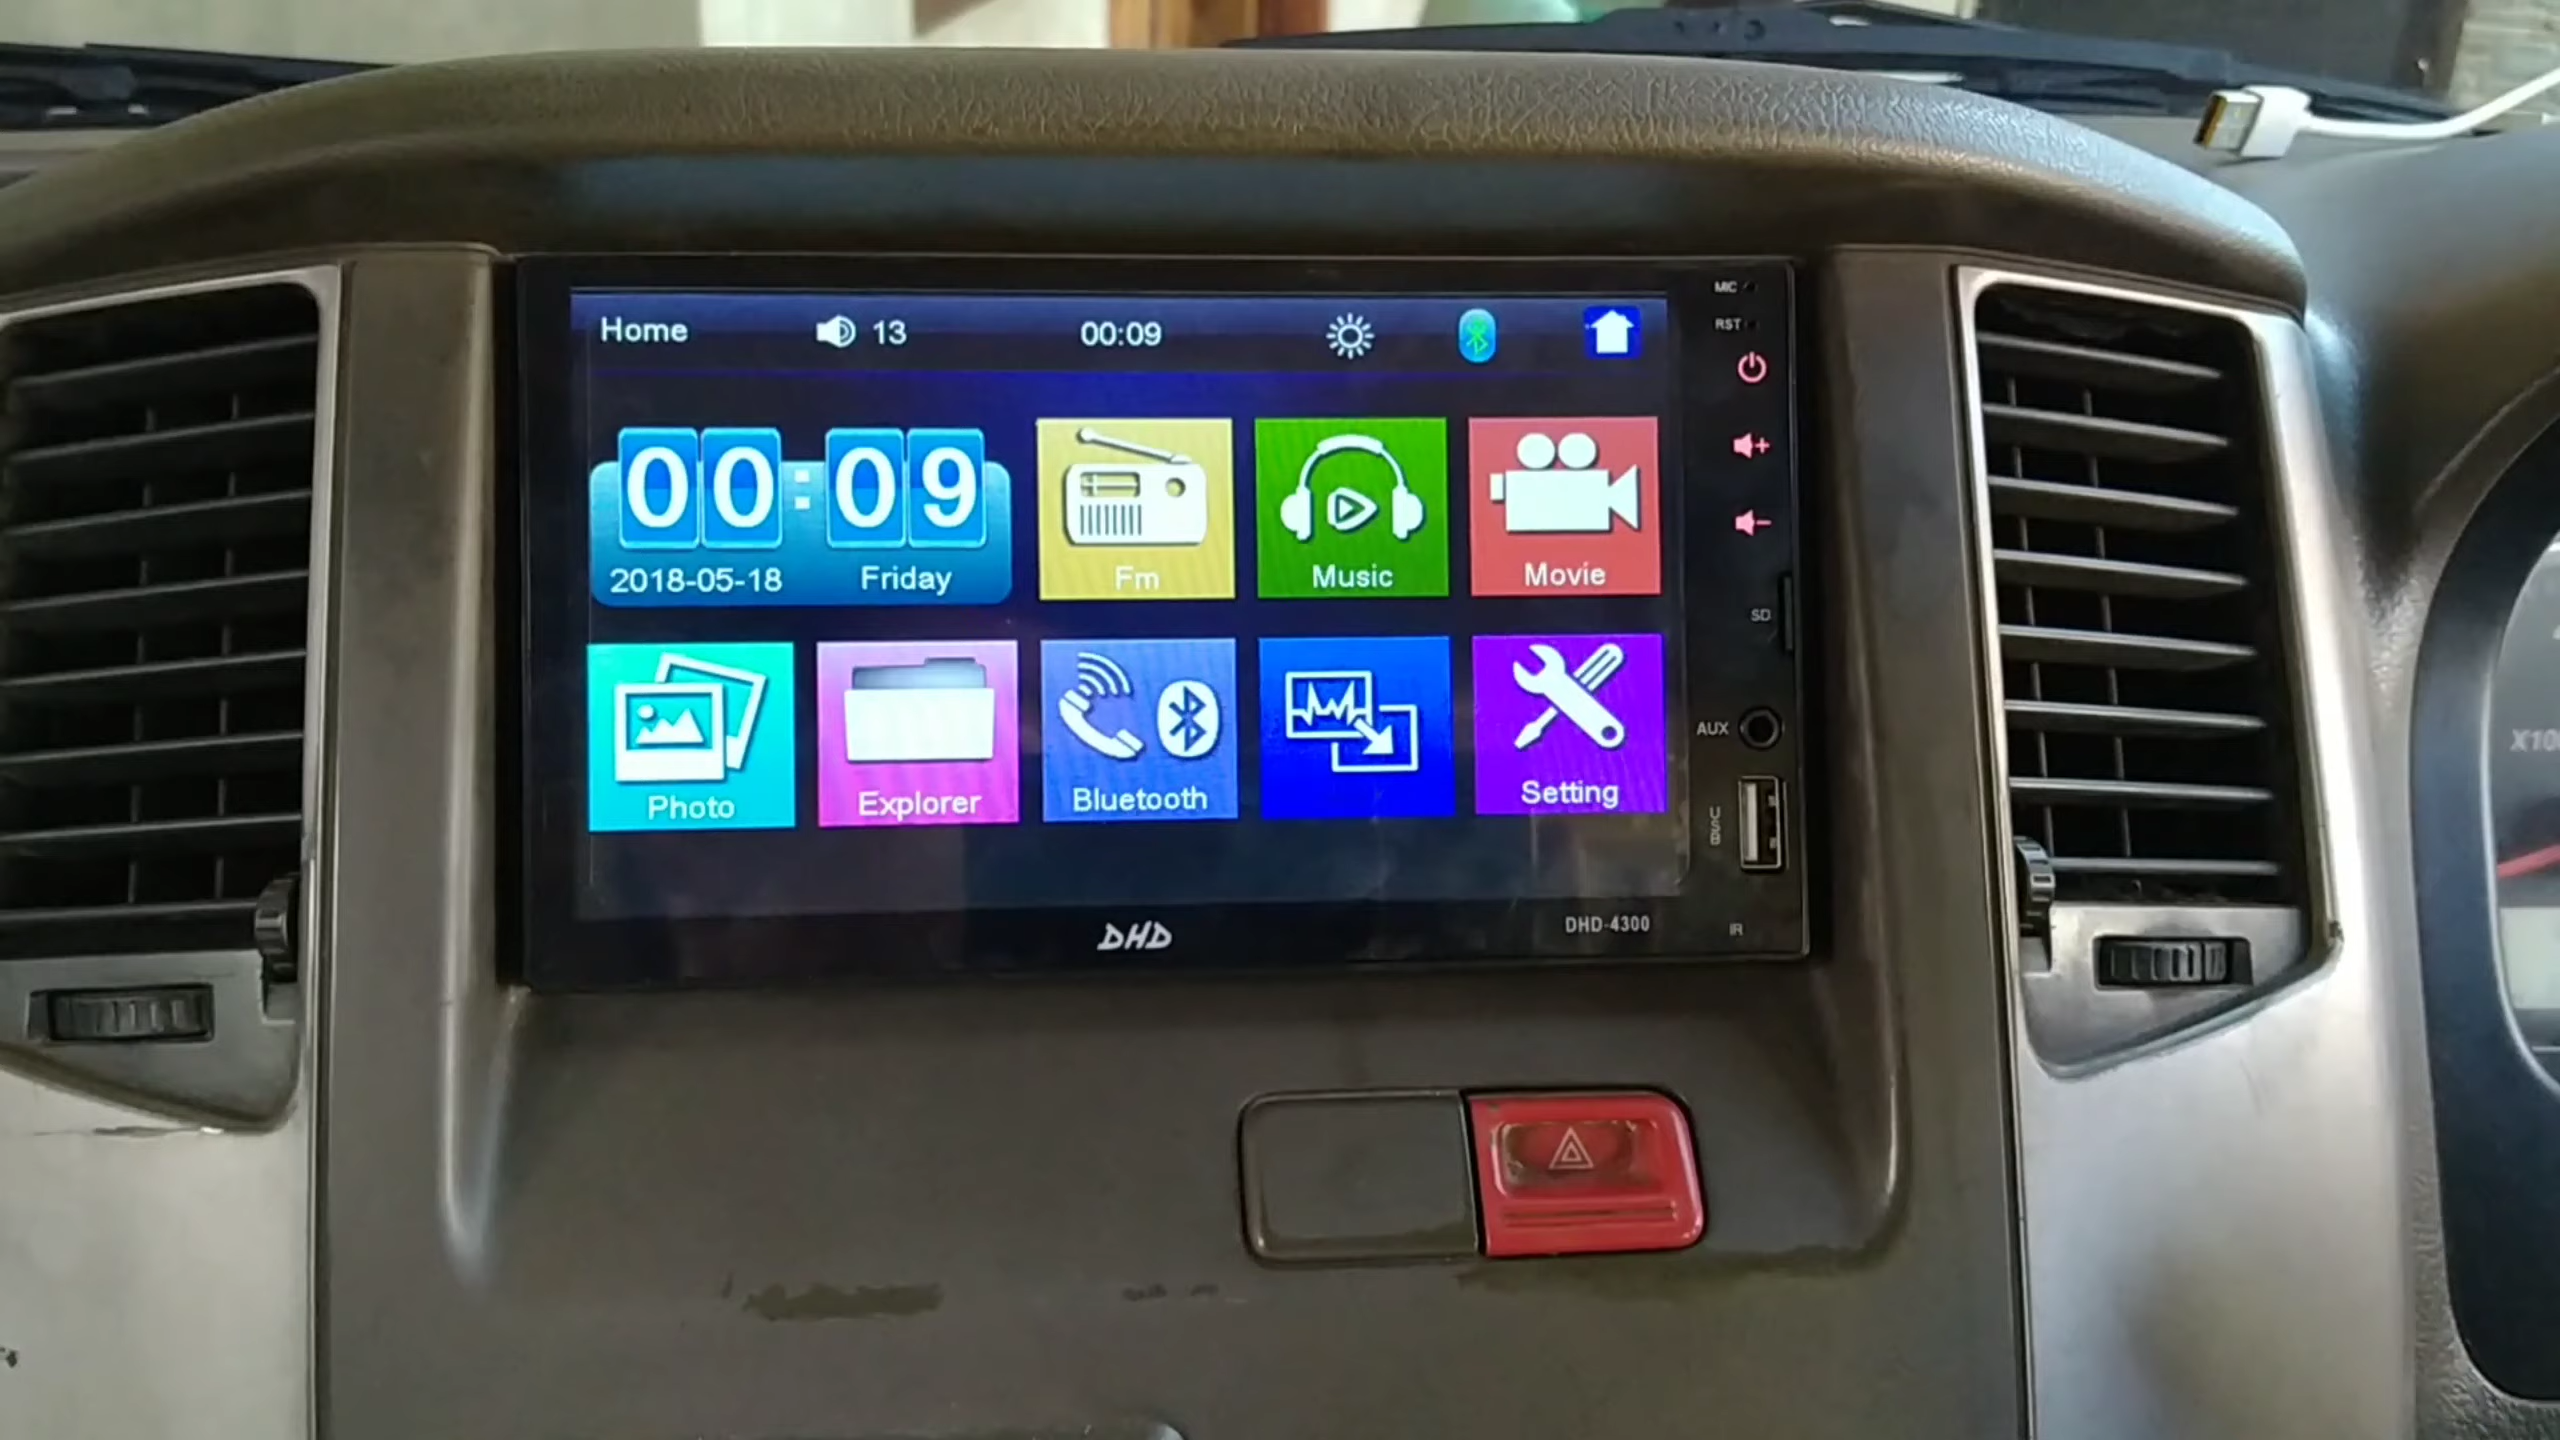 Home 13 00:09
MIC
RST
00:09
2018-05-18 Friday
Fm
Music
Movie
SD
Photo
Explorer
Bluetooth
Setting
AUX
USB
DHD
DHD-4300
IR